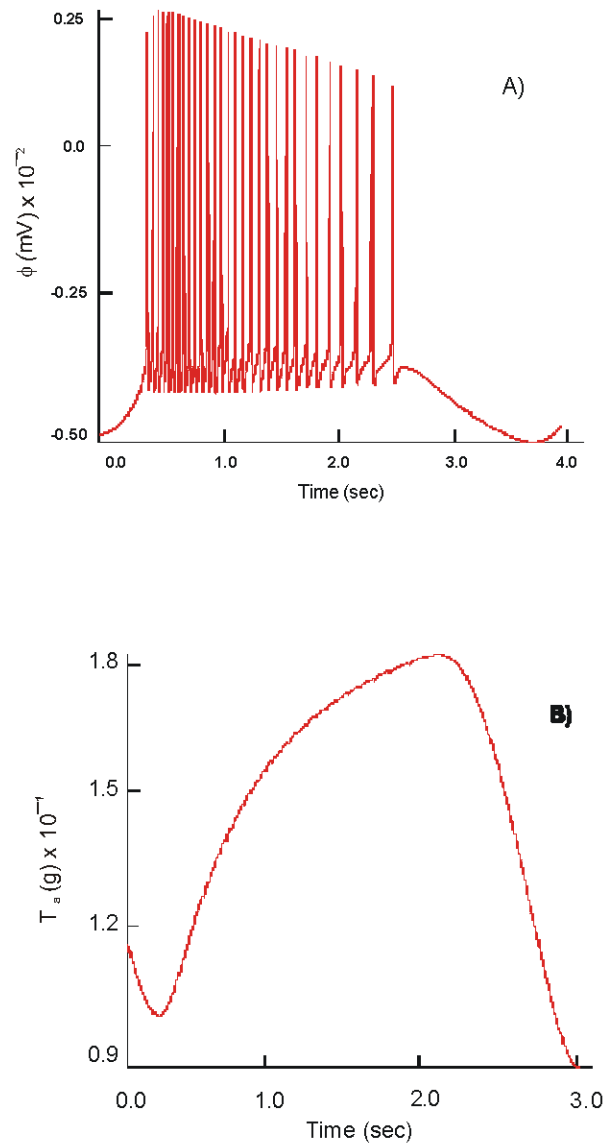 0.25
A)
0.0
ϕ (mV) x 10⁻²
-0.25
-0.50
0.0 1.0 2.0 3.0 4.0
Time (sec)
1.8
B)
1.5
T a (g) x 10⁻¹
1.2
0.9
0.0 1.0 2.0 3.0
Time (sec)